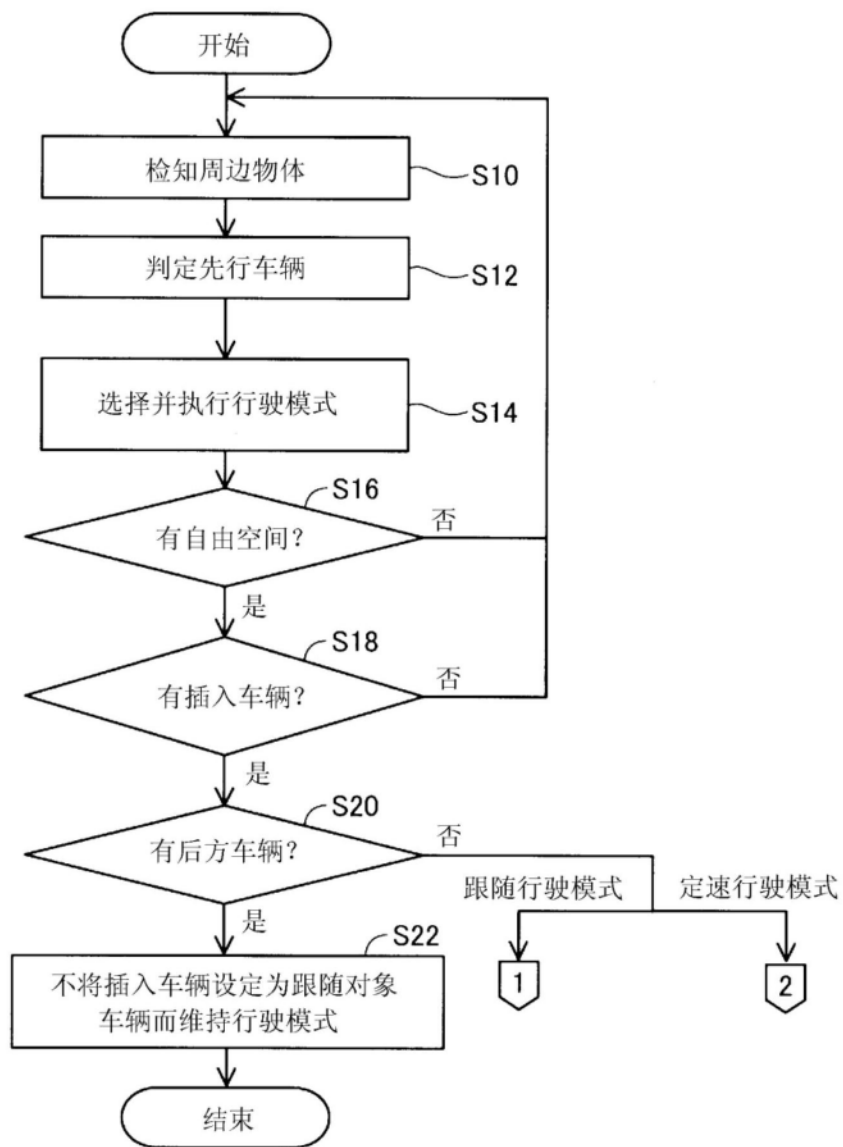 开始
检知周边物体
S10
判定先行车辆
S12
选择并执行行驶模式
S14
S16
有自由空间?
否
是
S18
有插入车辆?
否
是
S20
有后方车辆?
否
跟随行驶模式
定速行驶模式
是
1
2
S22
不将插入车辆设定为跟随对象
车辆而维持行驶模式
结束